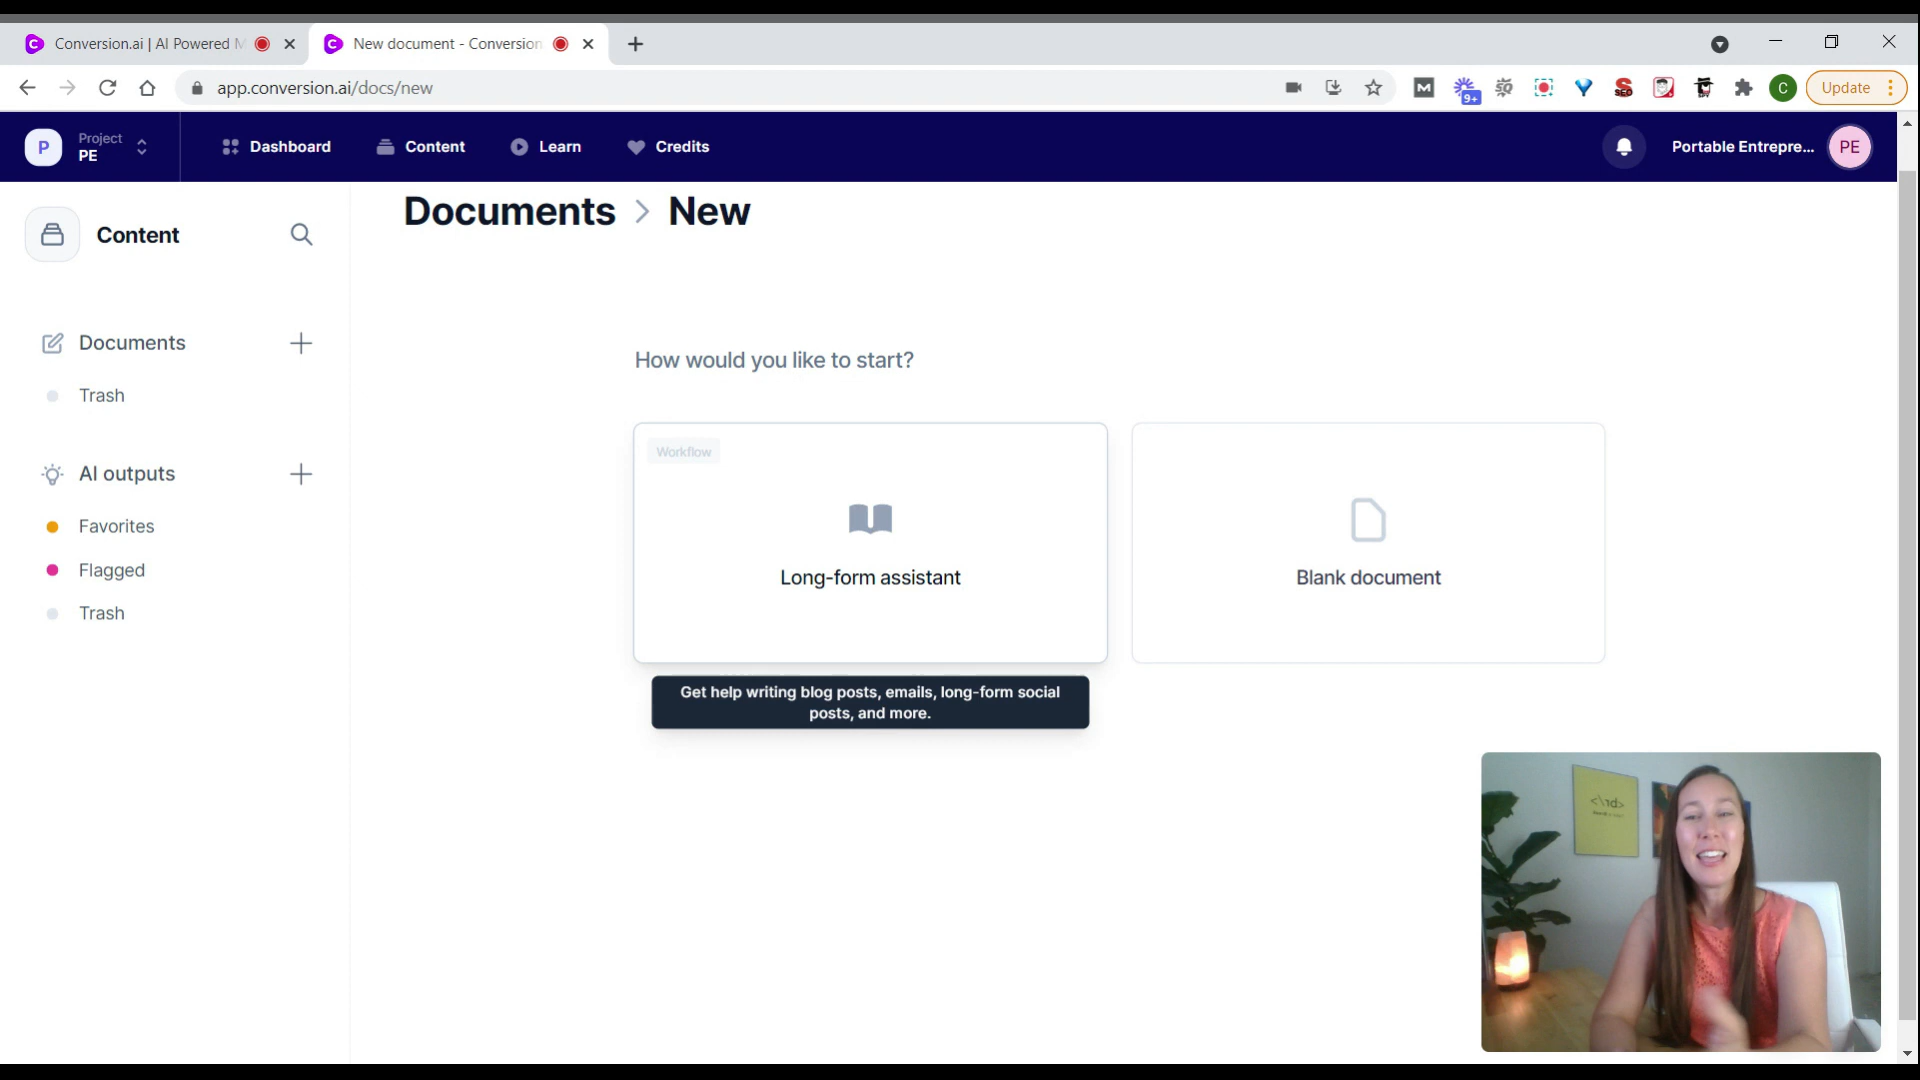 Conversion.ai | AI Powered M
New document - Conversion
app.conversion.ai/docs/new
9+
SEO
C
Update
P
Project
PE
Dashboard
Content
Learn
Credits
Portable Entrepre...
PE
Content
Documents > New
Documents
Trash
AI outputs
Favorites
Flagged
Trash
How would you like to start?
Workflow
Long-form assistant
Blank document
Get help writing blog posts, emails, long-form social
posts, and more.